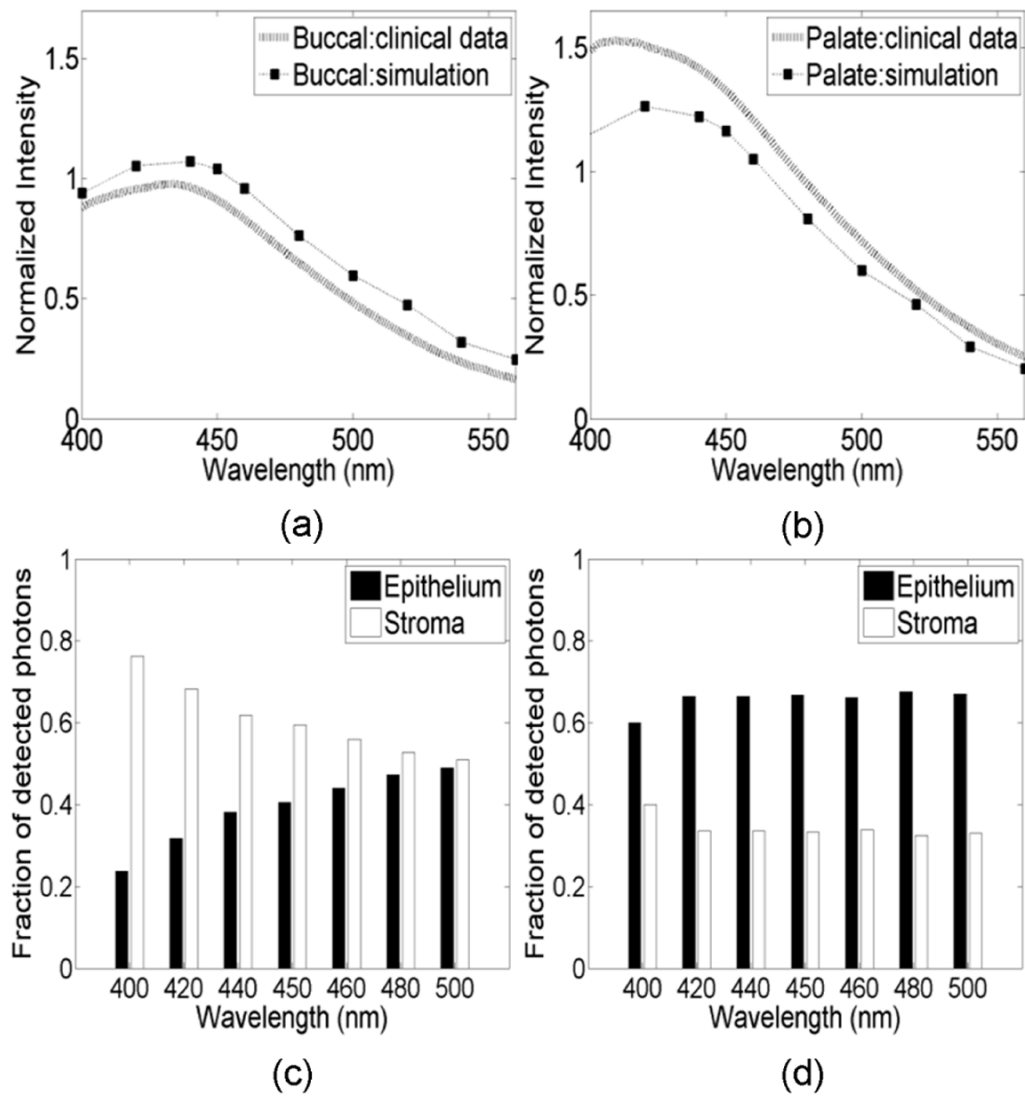 Normalized Intensity
1.5
1
0.5
0
Buccal:clinical data
Buccal:simulation
400
450
500
550
Wavelength (nm)
(a)
Normalized Intensity
1.5
1
0.5
0
Palate:clinical data
Palate:simulation
400
450
500
550
Wavelength (nm)
(b)
Fraction of detected photons
1
0.8
0.6
0.4
0.2
0
Epithelium
Stroma
400 420 440 450 460 480 500
Wavelength (nm)
(c)
Fraction of detected photons
1
0.8
0.6
0.4
0.2
0
Epithelium
Stroma
400 420 440 450 460 480 500
Wavelength (nm)
(d)